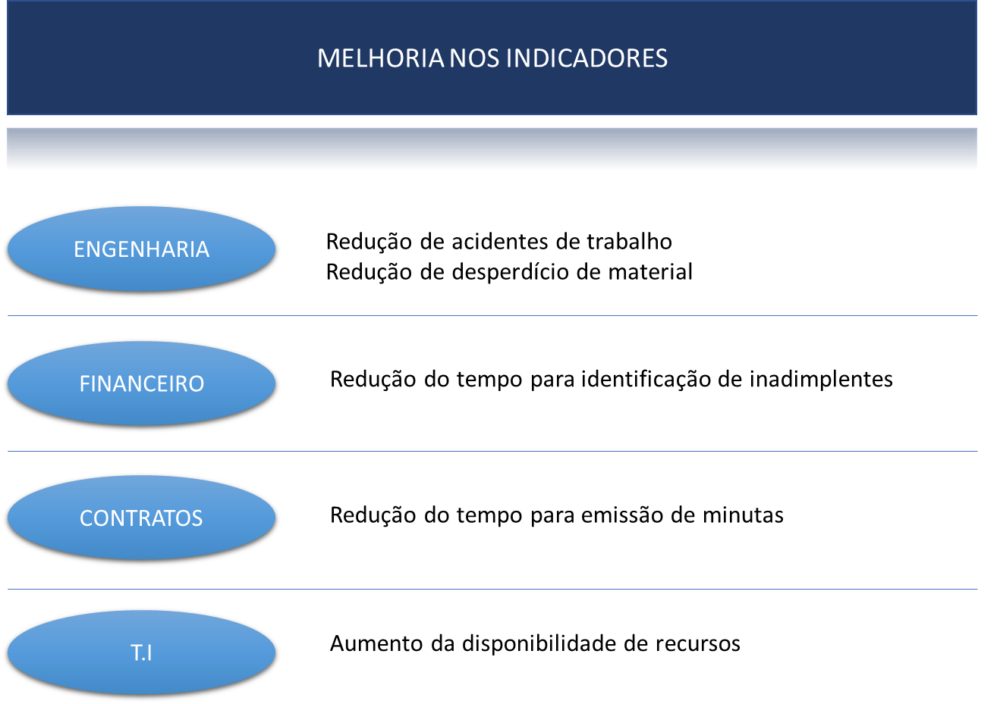 MELHORIA NOS INDICADORES
ENGENHARIA
Redução de acidentes de trabalho
Redução de desperdício de material
FINANCEIRO
Redução do tempo para identificação de inadimplentes
CONTRATOS
Redução do tempo para emissão de minutas
T.I
Aumento da disponibilidade de recursos